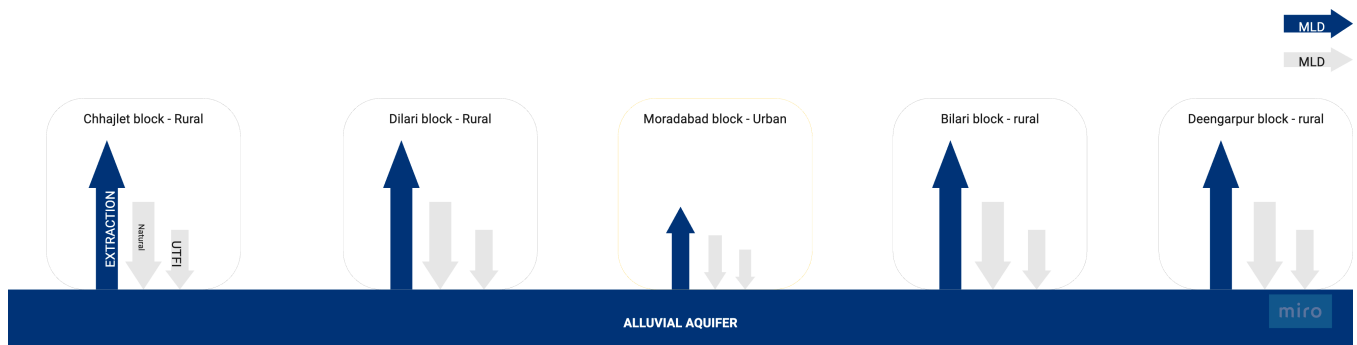 MLD
MLD
Chhajlet block - Rural
Dilari block - Rural
Moradabad block - Urban
Bilari block - rural
Deengarpur block - rural
EXTRACTION
Natural
UTFI
ALLUVIAL AQUIFER
miro